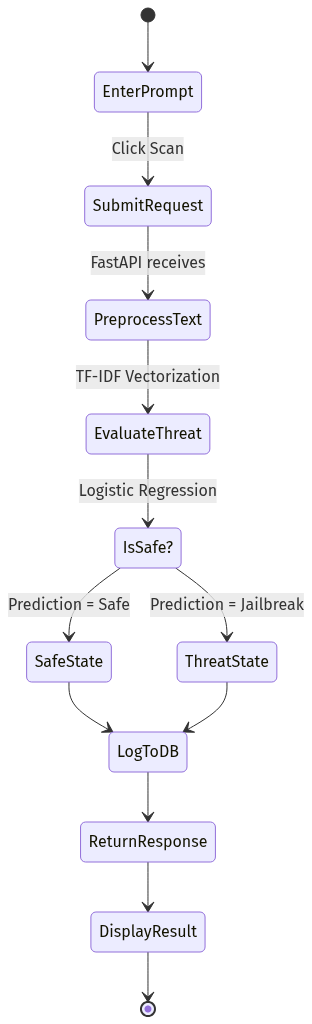 EnterPrompt
Click Scan
SubmitRequest
FastAPI receives
PreprocessText
TF-IDF Vectorization
EvaluateThreat
Logistic Regression
IsSafe?
Prediction = Safe
Prediction = Jailbreak
SafeState
ThreatState
LogToDB
ReturnResponse
DisplayResult